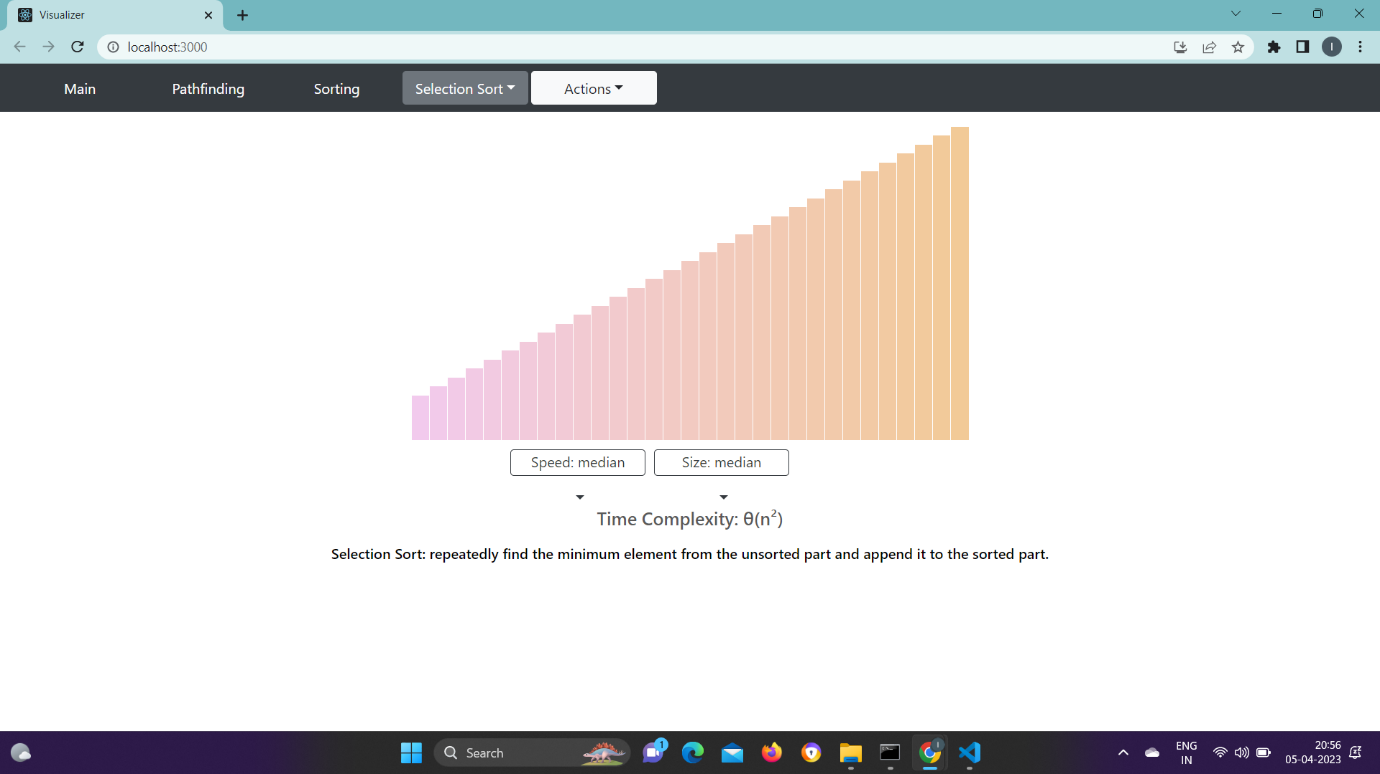 Visualizer
localhost:3000
I
Main Pathfinding Sorting Selection Sort Actions
Speed: median Size: median
Time Complexity: θ(n²)
Selection Sort: repeatedly find the minimum element from the unsorted part and append it to the sorted part.
Search
1
ENG
IN
20:56
05-04-2023